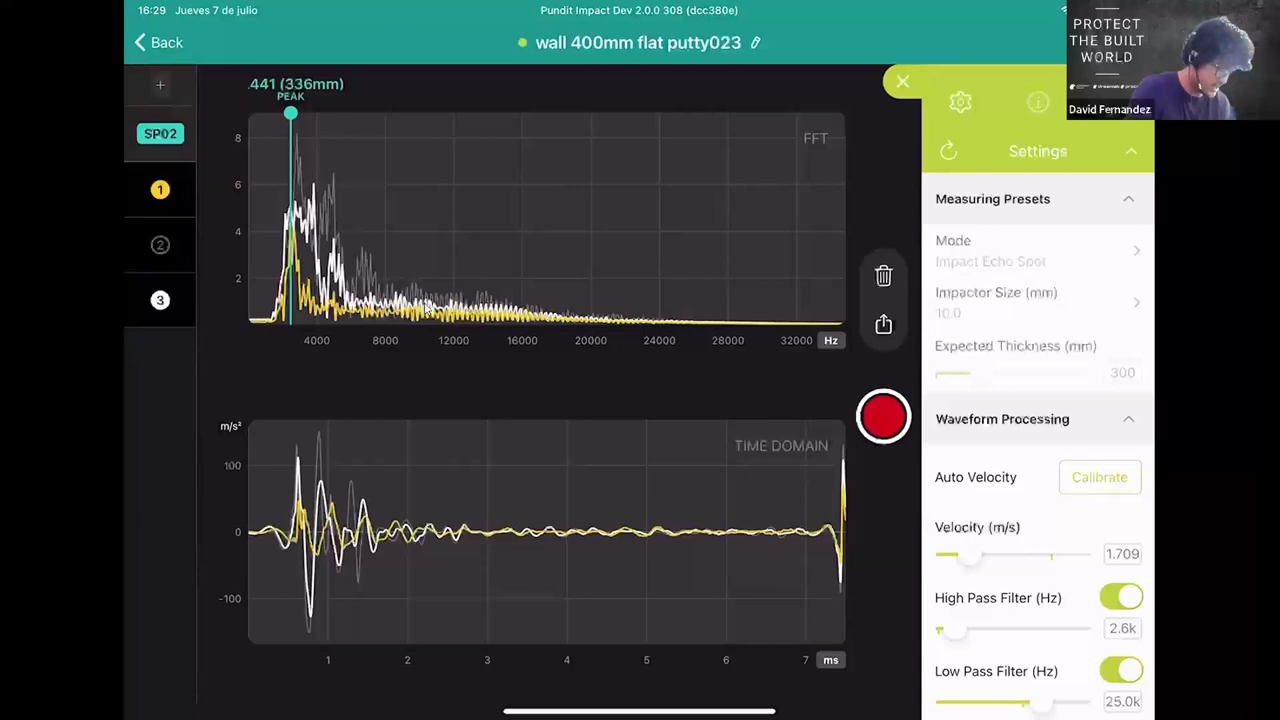 16:29 Jueves 7 de julio
Pundit Impact Dev 2.0.0 308 (dcc380e)
Back
wall 400mm flat putty023
PROTECT
THE BUILT
WORLD
David Fernandez
+
SP02
1
2
3
.441 (336mm)
PEAK
FFT
8
6
4
2
4000 8000 12000 16000 20000 24000 28000 32000 Hz
m/s²
TIME DOMAIN
100
0
-100
1 2 3 4 5 6 7 ms
Settings
Measuring Presets
Mode
Impact Echo Spot
Impactor Size (mm)
10.0
Expected Thickness (mm)
300
Waveform Processing
Auto Velocity Calibrate
Velocity (m/s)
1.709
High Pass Filter (Hz)
2.6k
Low Pass Filter (Hz)
25.0k